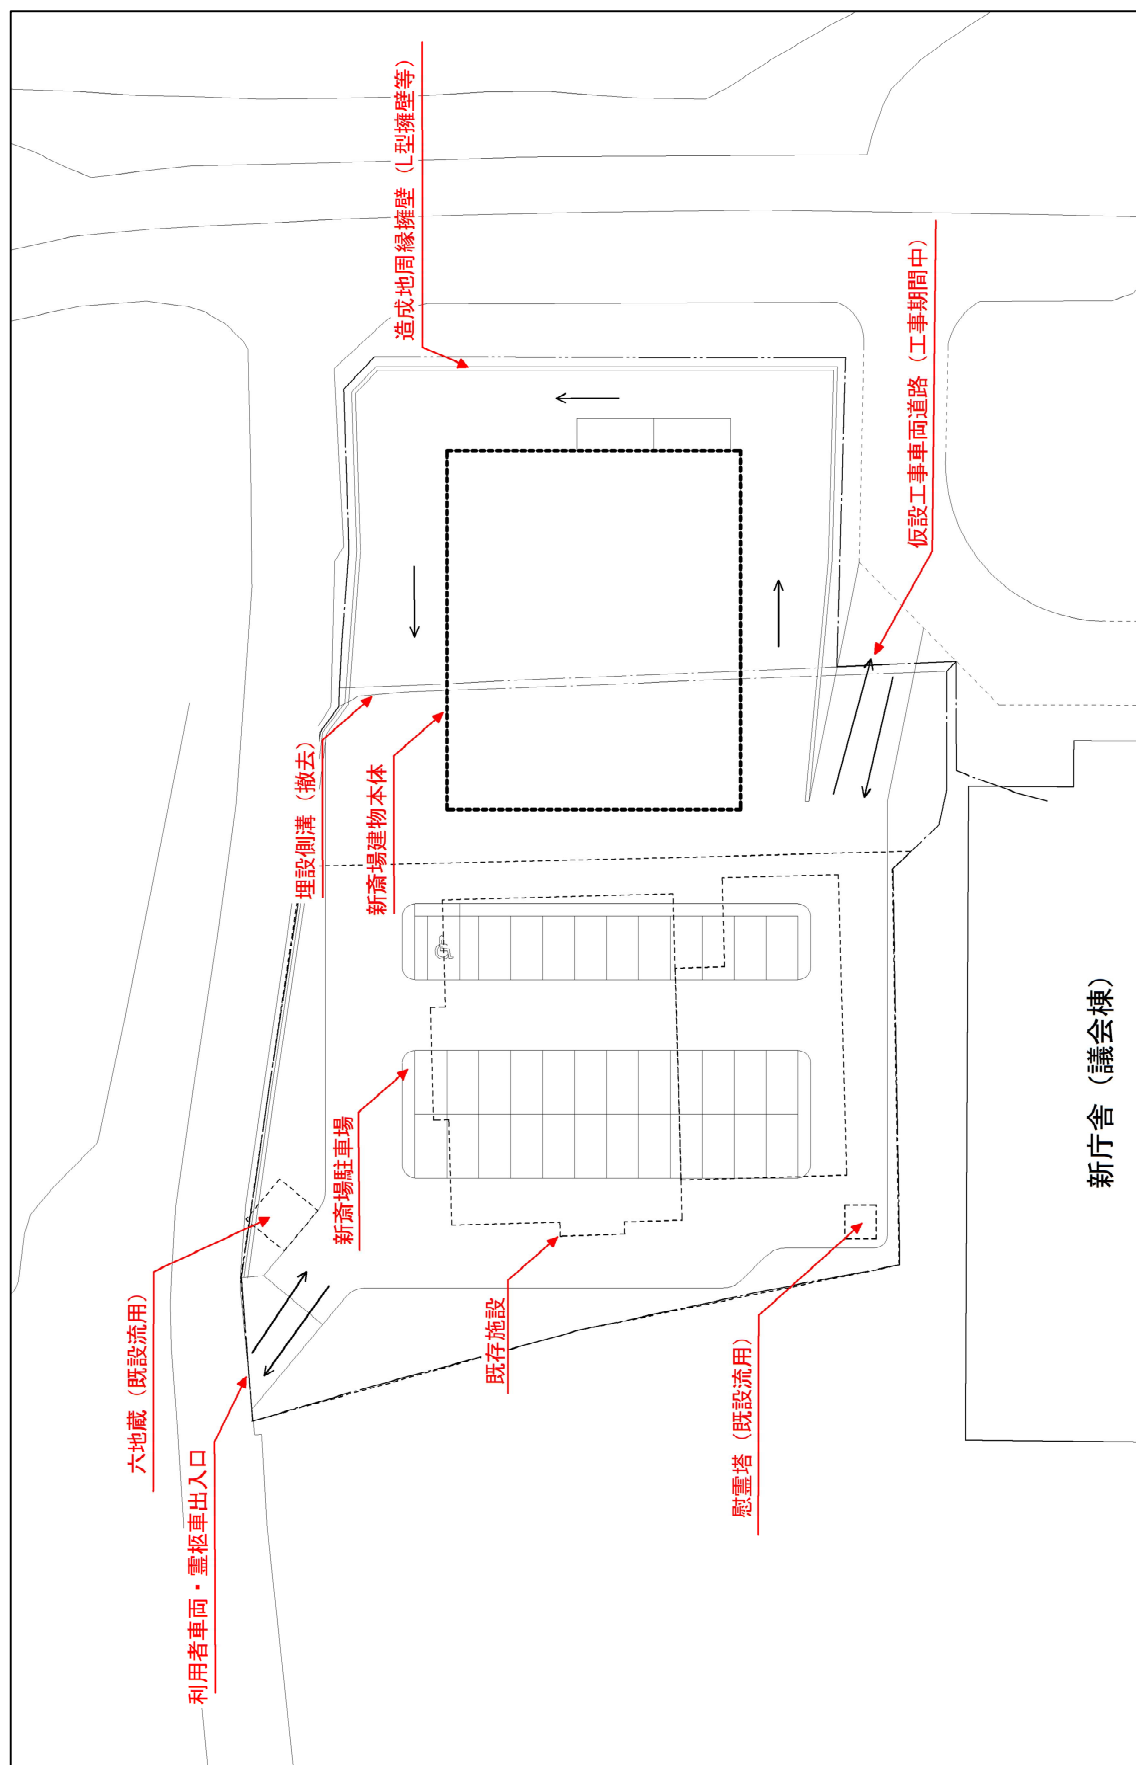 造成地周縁擁壁（L型擁壁等）
仮設工事車両道路（工事期間中）
埋設側溝（撤去）
新斎場建物本体
新斎場駐車場
六地蔵（既設流用）
利用者車両・霊柩車出入口
既存施設
慰霊塔（既設流用）
新庁舎（議会棟）